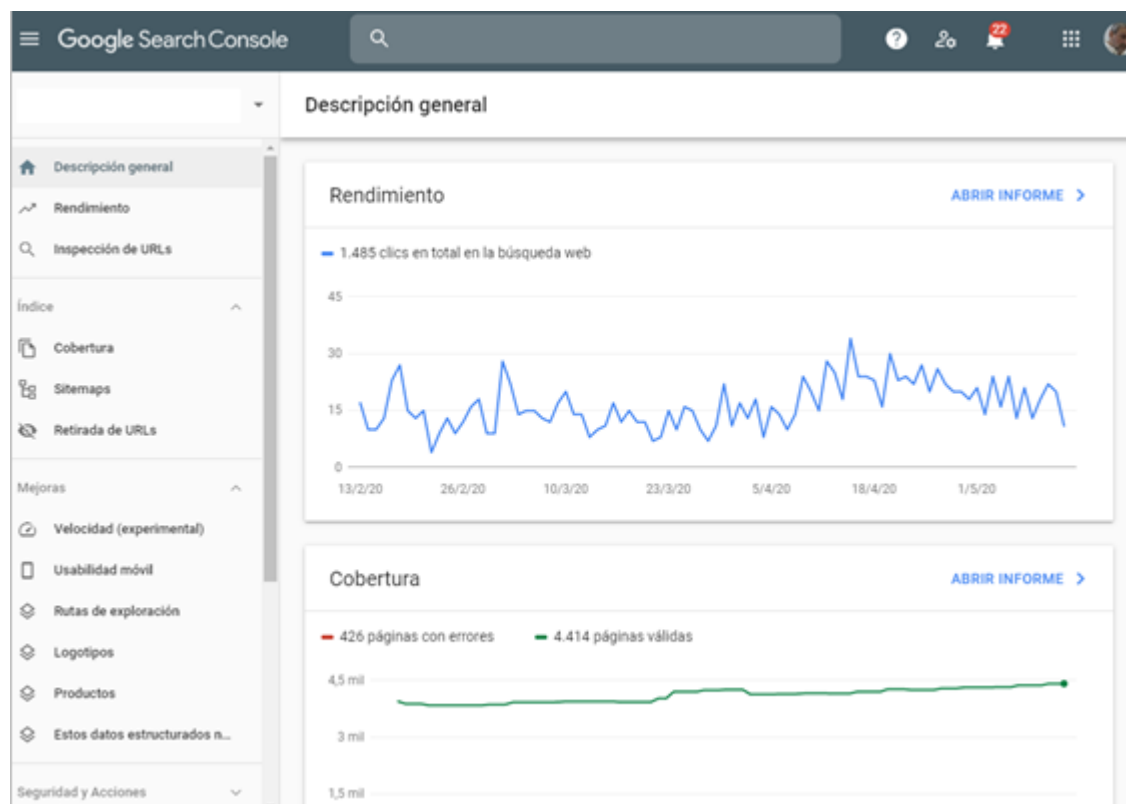 Google Search Console
22
Descripción general
Descripción general
Rendimiento
Inspección de URLs
Índice
Cobertura
Sitemaps
Retirada de URLs
Mejoras
Velocidad (experimental)
Usabilidad móvil
Rutas de exploración
Logotipos
Productos
Estos datos estructurados n...
Seguridad y Acciones
Rendimiento
ABRIR INFORME
1.485 clics en total en la búsqueda web
45
30
15
0
13/2/20 26/2/20 10/3/20 23/3/20 5/4/20 18/4/20 1/5/20
Cobertura
ABRIR INFORME
426 páginas con errores 4.414 páginas válidas
4,5 mil
3 mil
1,5 mil